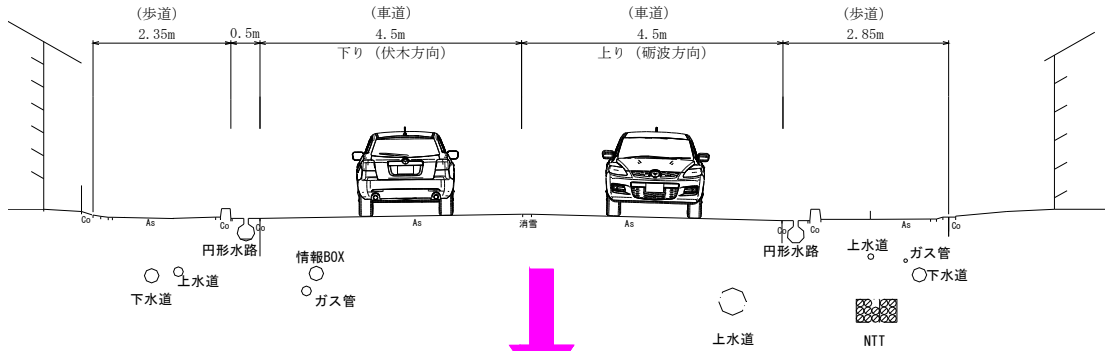 (歩道)
(車道)
(車道)
(歩道)
2.35m
0.5m
4.5m
4.5m
2.85m
下り (伏木方向)
上り (砺波方向)
Co
As
Co
Co
As
消雪
As
Co
Co
As
Co
円形水路
円形水路
情報BOX
上水道
ガス管
上水道
下水道
下水道
ガス管
上水道
NTT